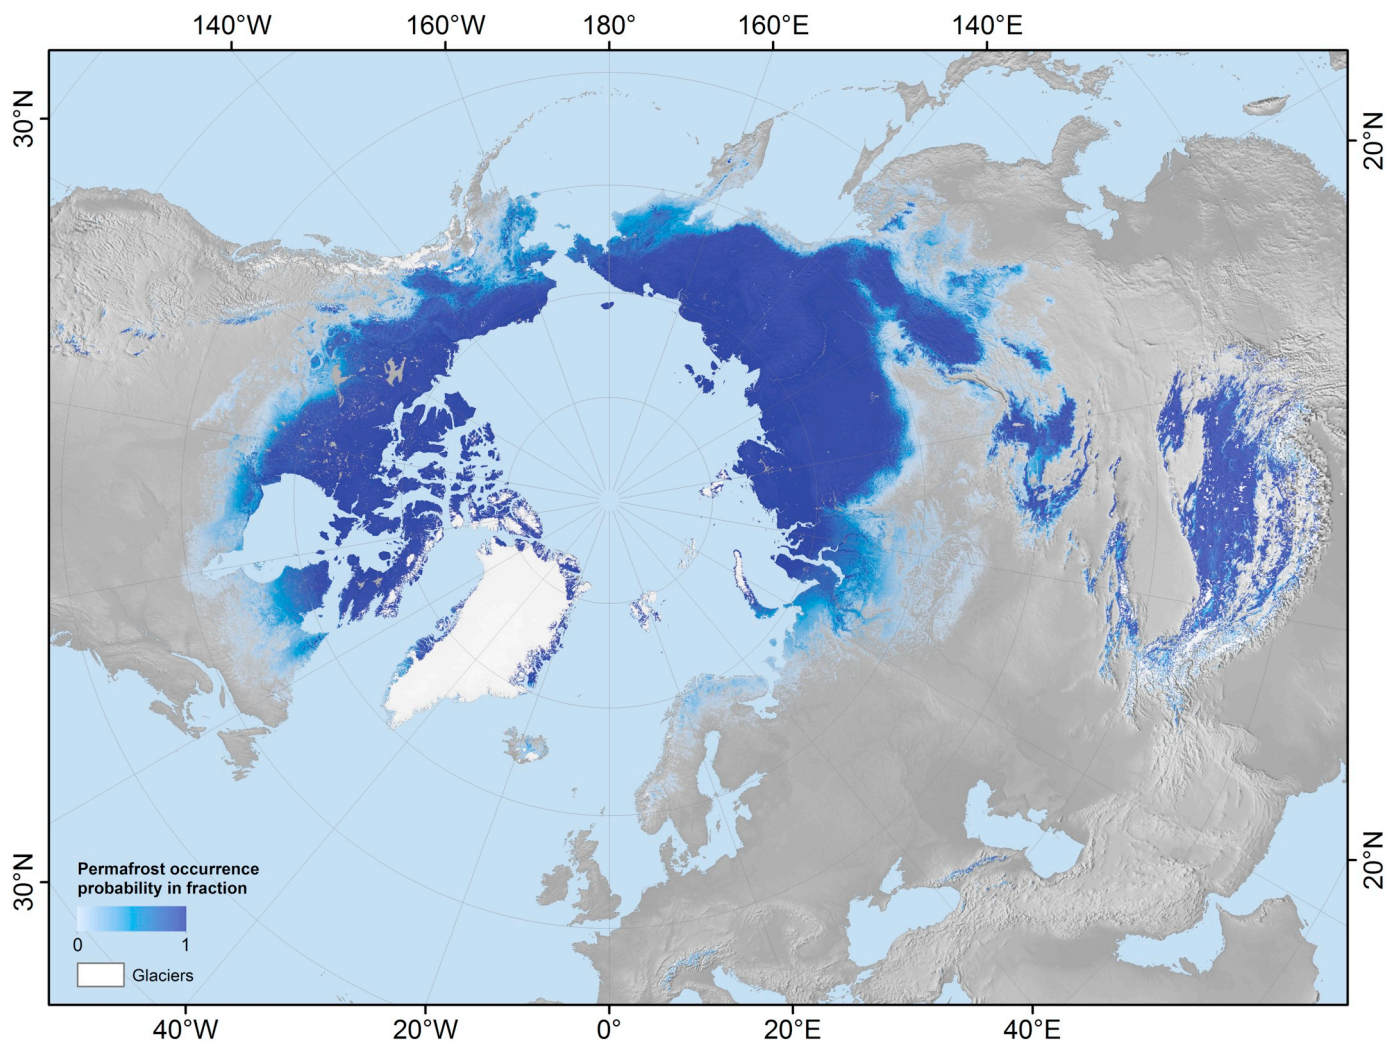 140°W 160°W 180° 160°E 140°E
30°N
20°N
30°N
20°N
Permafrost occurrence
probability in fraction
0 1
Glaciers
40°W 20°W 0° 20°E 40°E